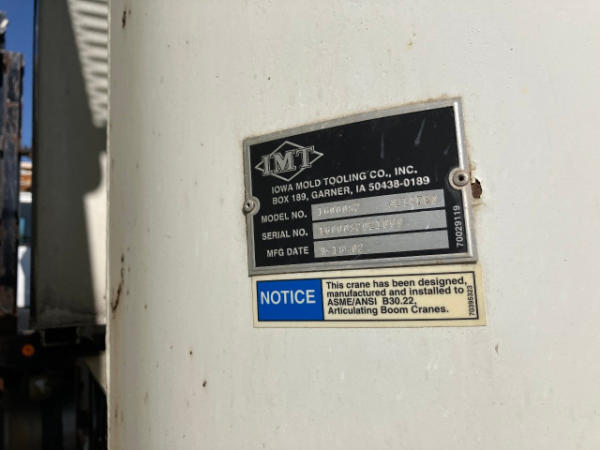 IMT
IOWA MOLD TOOLING CO., INC.
BOX 189, GARNER, IA 50438-0189
MODEL NO.
SERIAL NO.
MFG DATE
70029119
NOTICE
This crane has been designed,
manufactured and installed to
ASME/ANSI B30.22,
Articulating Boom Cranes.
70395323